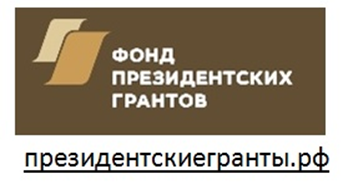 ФОНД
ПРЕЗИДЕНТСКИХ
ГРАНТОВ
президентскиегранты.рф